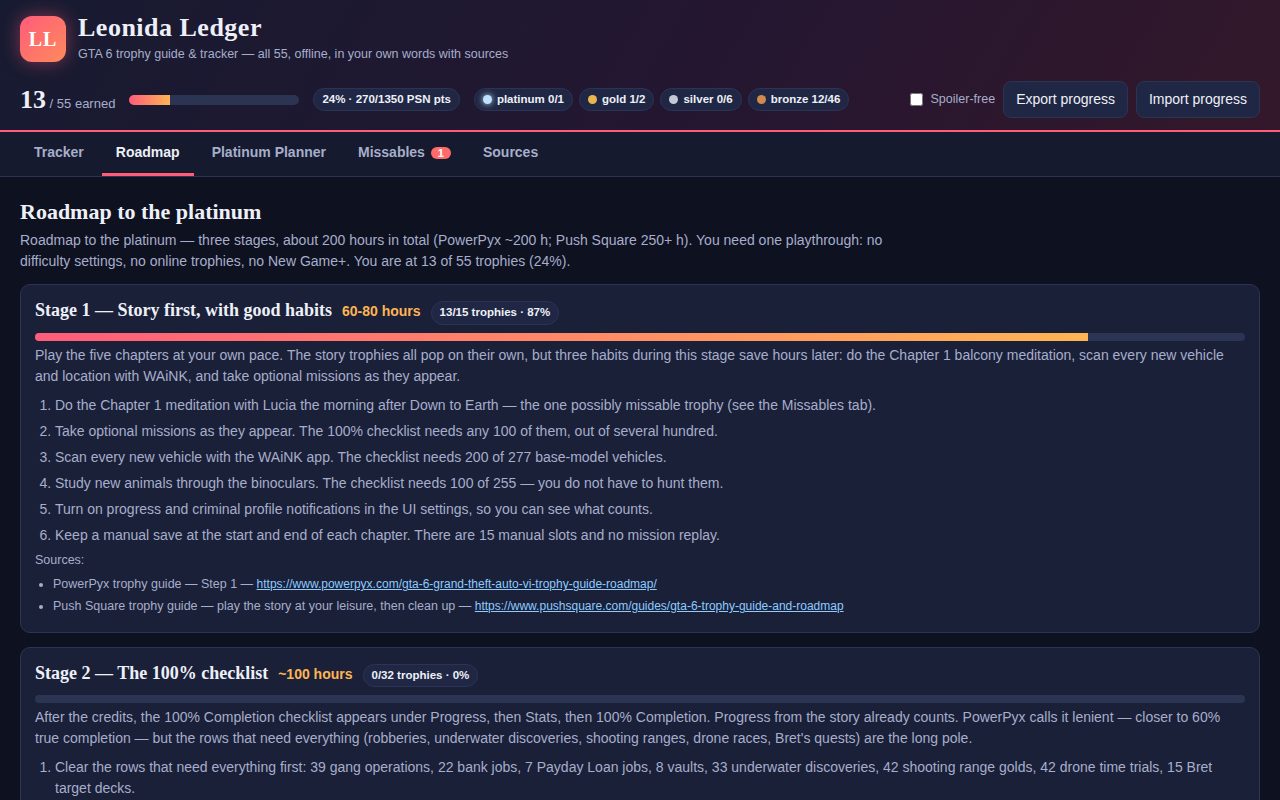 LL
Leonida Ledger
GTA 6 trophy guide & tracker — all 55, offline, in your own words with sources
13 / 55 earned
24% · 270/1350 PSN pts
platinum 0/1
gold 1/2
silver 0/6
bronze 12/46
Spoiler-free
Export progress
Import progress
Tracker
Roadmap
Platinum Planner
Missables 1
Sources
Roadmap to the platinum
Roadmap to the platinum — three stages, about 200 hours in total (PowerPyx ~200 h; Push Square 250+ h). You need one playthrough: no
difficulty settings, no online trophies, no New Game+. You are at 13 of 55 trophies (24%).
Stage 1 — Story first, with good habits 60-80 hours 13/15 trophies · 87%
Play the five chapters at your own pace. The story trophies all pop on their own, but three habits during this stage save hours later: do the Chapter 1 balcony meditation, scan every new vehicle
and location with WAiNK, and take optional missions as they appear.
1. Do the Chapter 1 meditation with Lucia the morning after Down to Earth — the one possibly missable trophy (see the Missables tab).
2. Take optional missions as they appear. The 100% checklist needs any 100 of them, out of several hundred.
3. Scan every new vehicle with the WAiNK app. The checklist needs 200 of 277 base-model vehicles.
4. Study new animals through the binoculars. The checklist needs 100 of 255 — you do not have to hunt them.
5. Turn on progress and criminal profile notifications in the UI settings, so you can see what counts.
6. Keep a manual save at the start and end of each chapter. There are 15 manual slots and no mission replay.
Sources:
• PowerPyx trophy guide — Step 1 — https://www.powerpyx.com/gta-6-grand-theft-auto-vi-trophy-guide-roadmap/
• Push Square trophy guide — play the story at your leisure, then clean up — https://www.pushsquare.com/guides/gta-6-trophy-guide-and-roadmap
Stage 2 — The 100% checklist ~100 hours 0/32 trophies · 0%
After the credits, the 100% Completion checklist appears under Progress, then Stats, then 100% Completion. Progress from the story already counts. PowerPyx calls it lenient — closer to 60%
true completion — but the rows that need everything (robberies, underwater discoveries, shooting ranges, drone races, Bret's quests) are the long pole.
1. Clear the rows that need everything first: 39 gang operations, 22 bank jobs, 7 Payday Loan jobs, 8 vaults, 33 underwater discoveries, 42 shooting range golds, 42 drone time trials, 15 Bret
target decks.